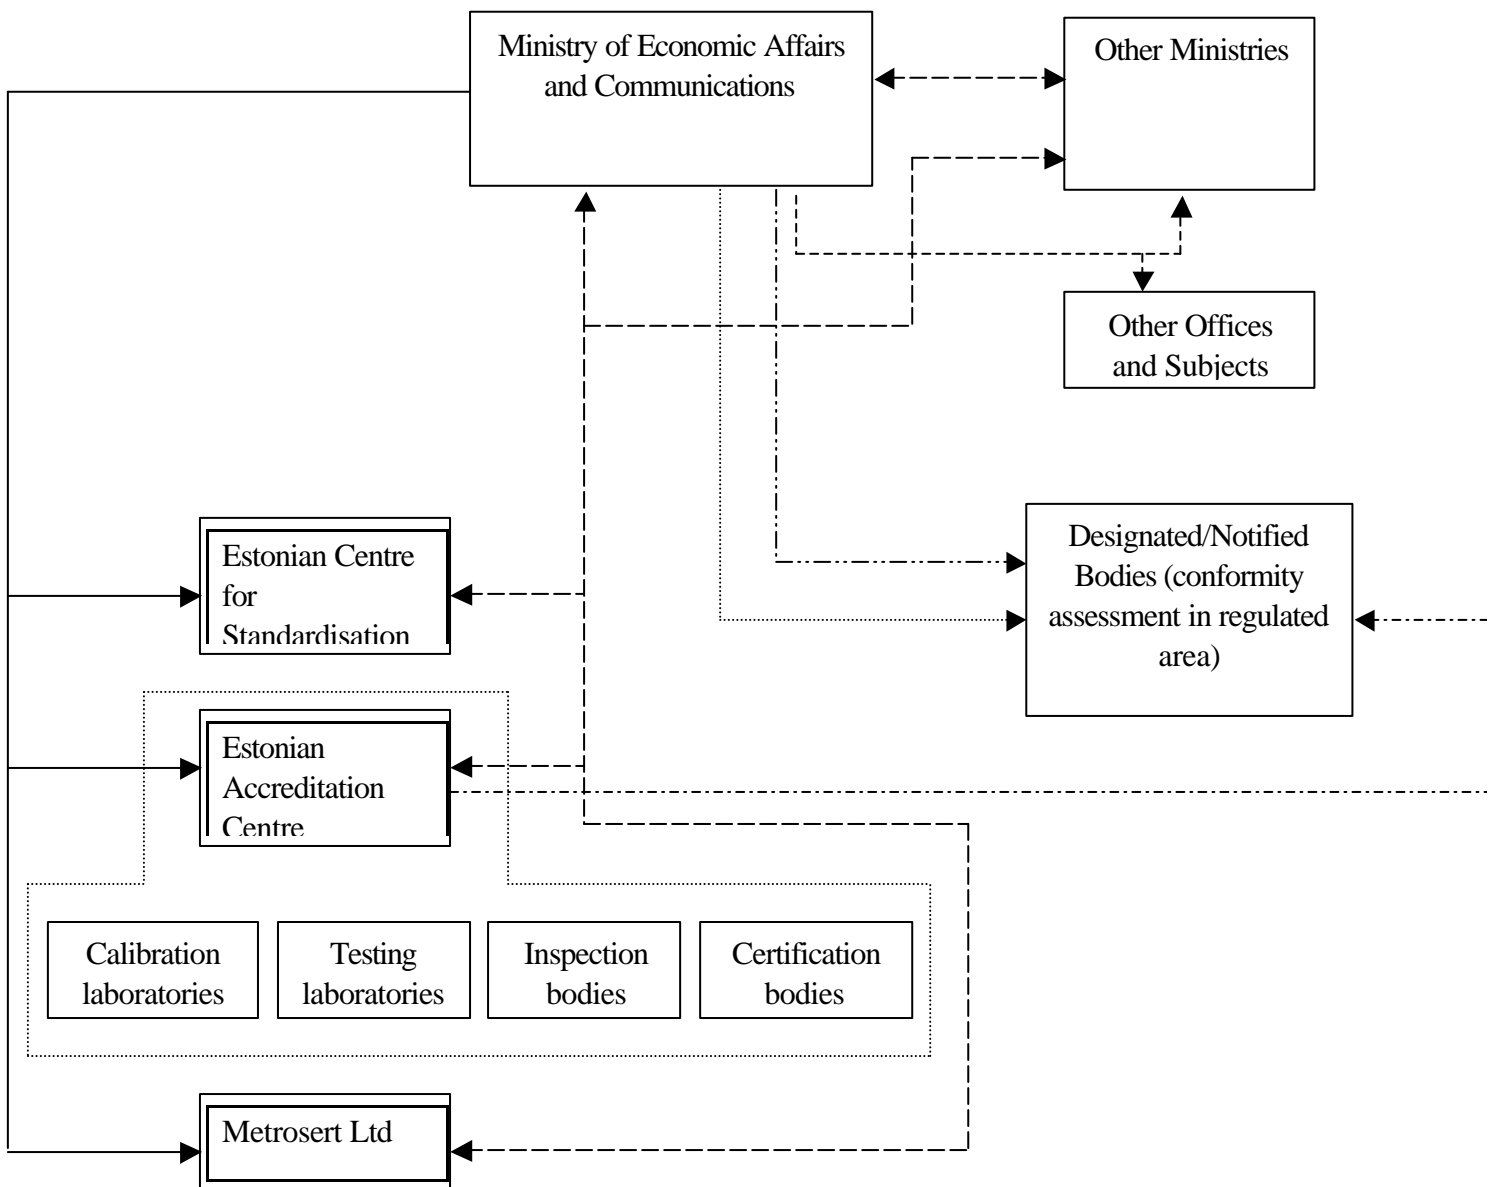 Ministry of Economic Affairs
and Communications
Other Ministries
Other Offices
and Subjects
Estonian Centre
for
Standardisation
Designated/Notified
Bodies (conformity
assessment in regulated
area)
Estonian
Accreditation
Centre
Calibration
laboratories
Testing
laboratories
Inspection
bodies
Certification
bodies
Metrosert Ltd